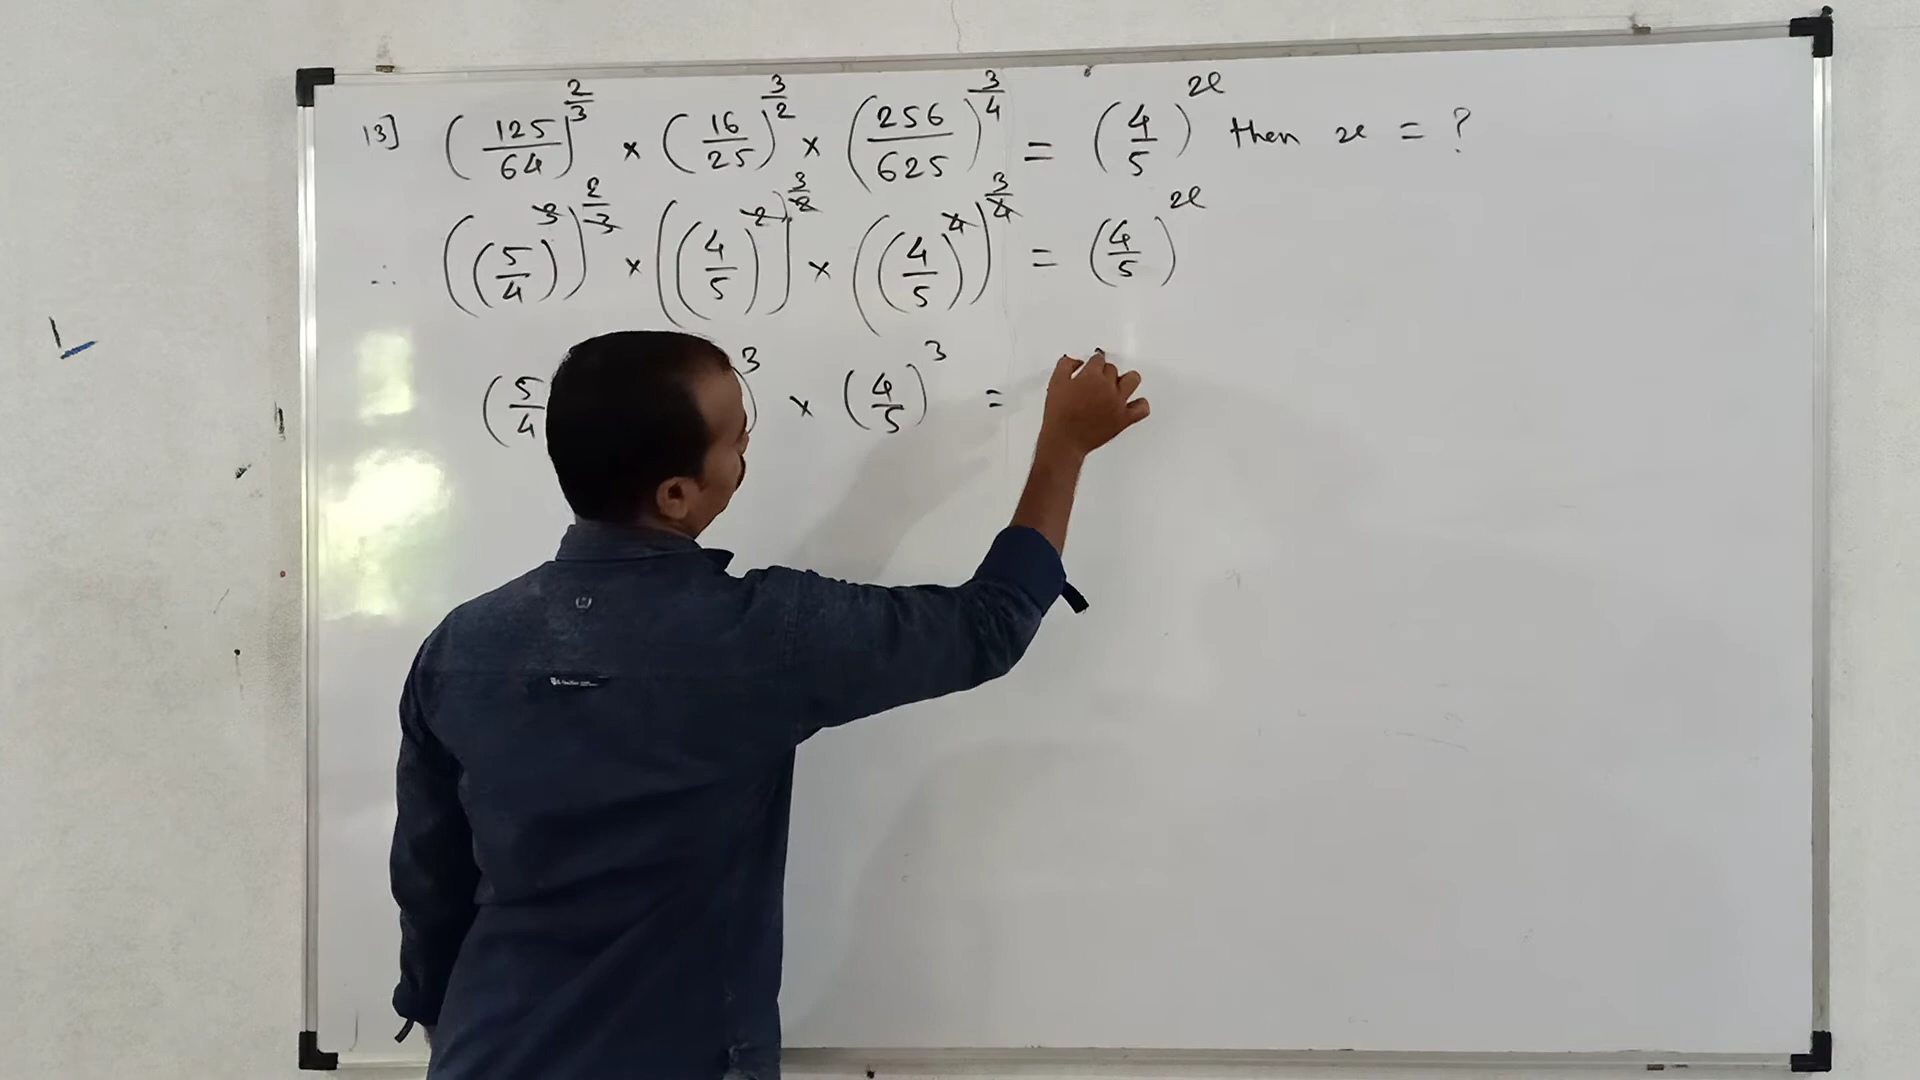 13] (125/64)^(2/3) × (16/25)^(3/2) × (256/625)^(3/4) = (4/5)^x then x = ?
∴ ((5/4)^3)^(2/3) × ((4/5)^2)^(3/2) × ((4/5)^4)^(3/4) = (4/5)^x
(5/4 )^3 × (4/5)^3 =